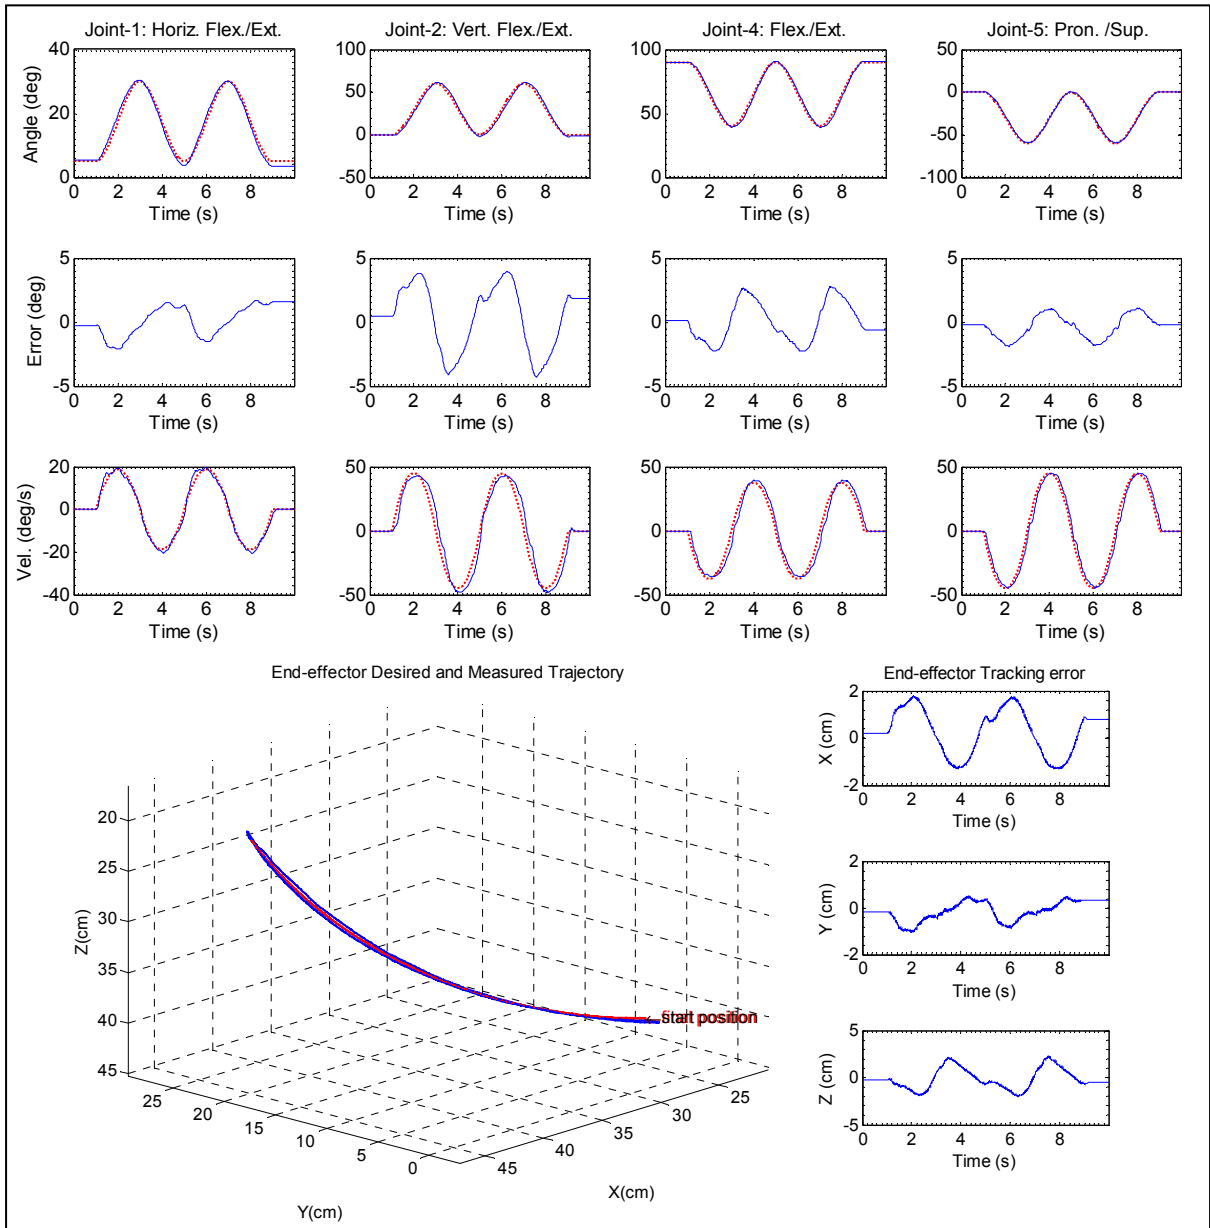 Joint-1: Horiz. Flex./Ext.
Joint-2: Vert. Flex./Ext.
Joint-4: Flex./Ext.
Joint-5: Pron. /Sup.
Angle (deg)
40
20
0
0 2 4 6 8
Time (s)
100
50
0
-50
0 2 4 6 8
Time (s)
100
50
0
0 2 4 6 8
Time (s)
50
0
-50
-100
0 2 4 6 8
Time (s)
Error (deg)
5
0
-5
0 2 4 6 8
Time (s)
5
0
-5
0 2 4 6 8
Time (s)
5
0
-5
0 2 4 6 8
Time (s)
5
0
-5
0 2 4 6 8
Time (s)
Vel. (deg/s)
20
0
-20
-40
0 2 4 6 8
Time (s)
50
0
-50
0 2 4 6 8
Time (s)
50
0
-50
0 2 4 6 8
Time (s)
50
0
-50
0 2 4 6 8
Time (s)
End-effector Desired and Measured Trajectory
Z(cm)
20
25
30
35
40
45
25
20
15
10
5
0
Y(cm)
45
40
35
30
25
X(cm)
start position
End-effector Tracking error
X (cm)
2
0
-2
0 2 4 6 8
Time (s)
Y (cm)
2
0
-2
0 2 4 6 8
Time (s)
Z (cm)
5
0
-5
0 2 4 6 8
Time (s)